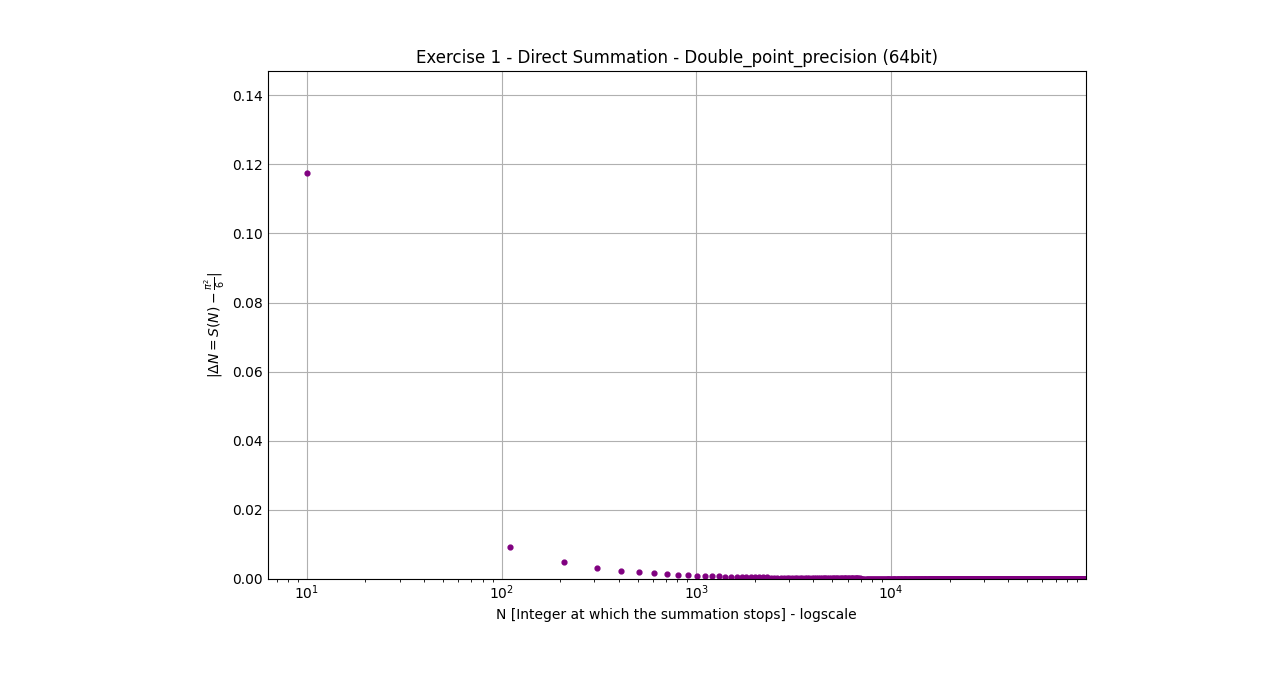 Exercise 1 - Direct Summation - Double_point_precision (64bit)
|ΔN = S(N) − π²/6|
0.14
0.12
0.10
0.08
0.06
0.04
0.02
0.00
10¹ 10² 10³ 10⁴
N [Integer at which the summation stops] - logscale